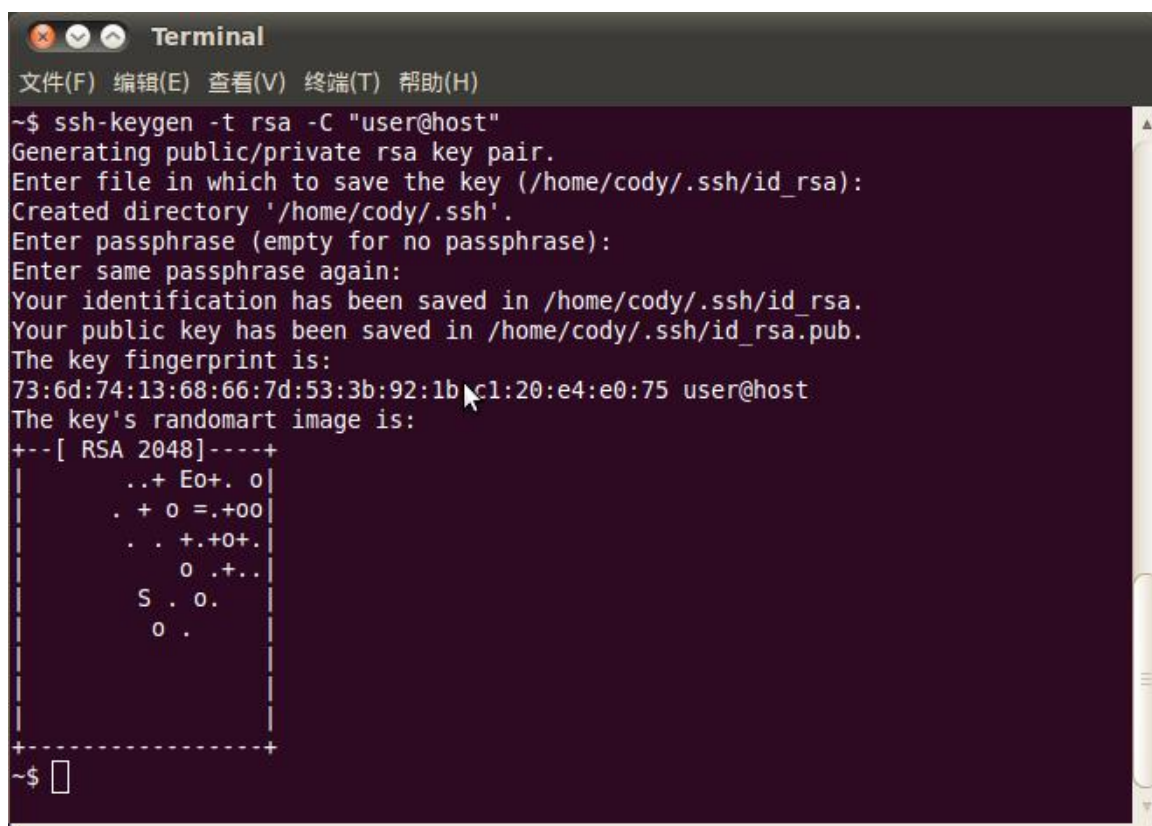 Terminal
文件(F) 编辑(E) 查看(V) 终端(T) 帮助(H)
~$ ssh-keygen -t rsa -C "user@host"
Generating public/private rsa key pair.
Enter file in which to save the key (/home/cody/.ssh/id_rsa):
Created directory '/home/cody/.ssh'.
Enter passphrase (empty for no passphrase):
Enter same passphrase again:
Your identification has been saved in /home/cody/.ssh/id_rsa.
Your public key has been saved in /home/cody/.ssh/id_rsa.pub.
The key fingerprint is:
73:6d:74:13:68:66:7d:53:3b:92:1b:c1:20:e4:e0:75 user@host
The key's randomart image is:
+--[ RSA 2048]----+
|       ..+ Eo+. o|
|      . + o =.+oo|
|       . . +.+o+.|
|           o .+..|
|        S . o.   |
|         o .     |
|                 |
|                 |
|                 |
+-----------------+
~$